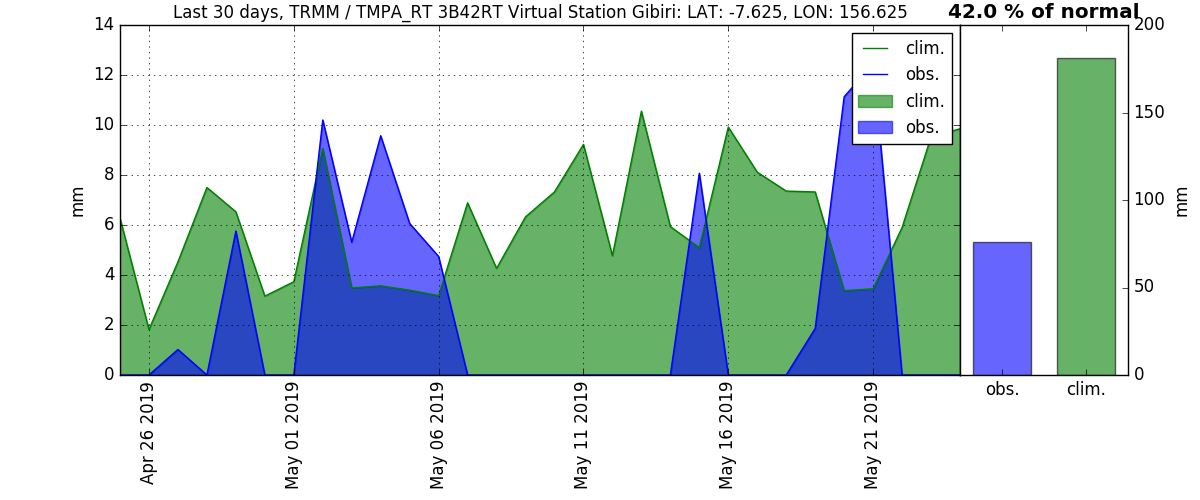 Last 30 days, TRMM / TMPA_RT 3B42RT Virtual Station Gibiri: LAT: -7.625, LON: 156.625
42.0 % of normal
14
12
10
8
6
4
2
0
mm
clim.
obs.
clim.
obs.
Apr 26 2019
May 01 2019
May 06 2019
May 11 2019
May 16 2019
May 21 2019
200
150
100
50
0
mm
obs.
clim.